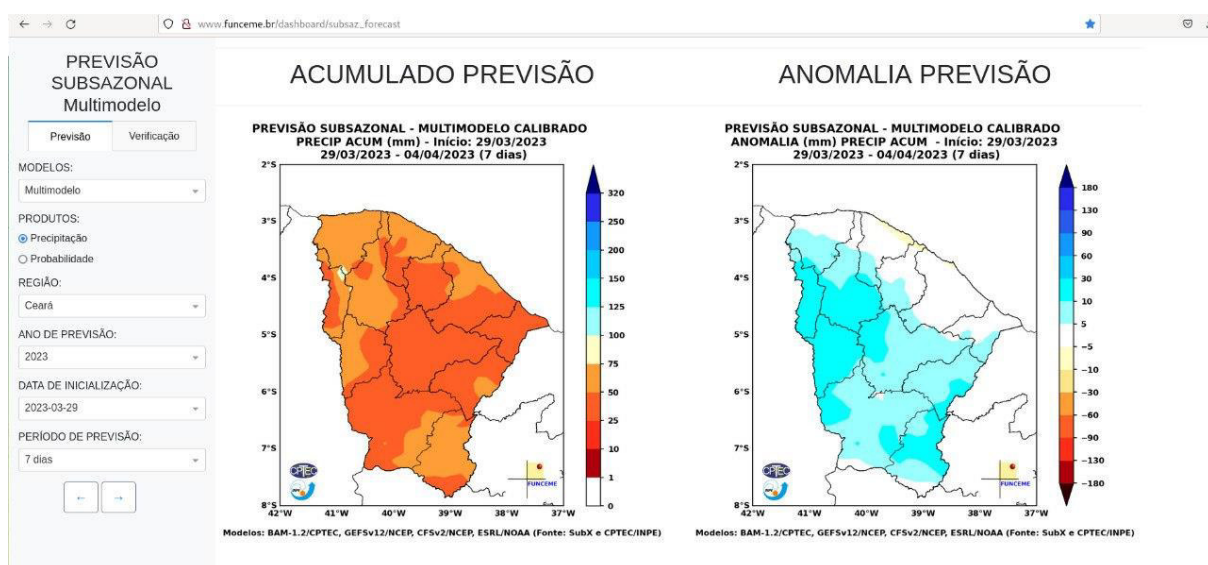 www.funceme.br/dashboard/subsaz_forecast
PREVISÃO
SUBSAZONAL
Multimodelo
Previsão
Verificação
MODELOS:
Multimodelo
PRODUTOS:
Precipitação
Probabilidade
REGIÃO:
Ceará
ANO DE PREVISÃO:
2023
DATA DE INICIALIZAÇÃO:
2023-03-29
PERÍODO DE PREVISÃO:
7 dias
ACUMULADO PREVISÃO
PREVISÃO SUBSAZONAL - MULTIMODELO CALIBRADO
PRECIP ACUM (mm) - Início: 29/03/2023
29/03/2023 - 04/04/2023 (7 dias)
2°S
3°S
4°S
5°S
6°S
7°S
8°S
42°W
41°W
40°W
39°W
38°W
37°W
320
250
200
150
125
100
75
50
25
10
1
0
CPTEC
FUNCEME
Modelos: BAM-1.2/CPTEC, GEFSv12/NCEP, CFSv2/NCEP, ESRL/NOAA (Fonte: SubX e CPTEC/INPE)
ANOMALIA PREVISÃO
PREVISÃO SUBSAZONAL - MULTIMODELO CALIBRADO
ANOMALIA (mm) PRECIP ACUM - Início: 29/03/2023
29/03/2023 - 04/04/2023 (7 dias)
2°S
3°S
4°S
5°S
6°S
7°S
8°S
42°W
41°W
40°W
39°W
38°W
37°W
180
130
90
60
30
10
5
−5
−10
−30
−60
−90
−130
−180
CPTEC
FUNCEME
Modelos: BAM-1.2/CPTEC, GEFSv12/NCEP, CFSv2/NCEP, ESRL/NOAA (Fonte: SubX e CPTEC/INPE)